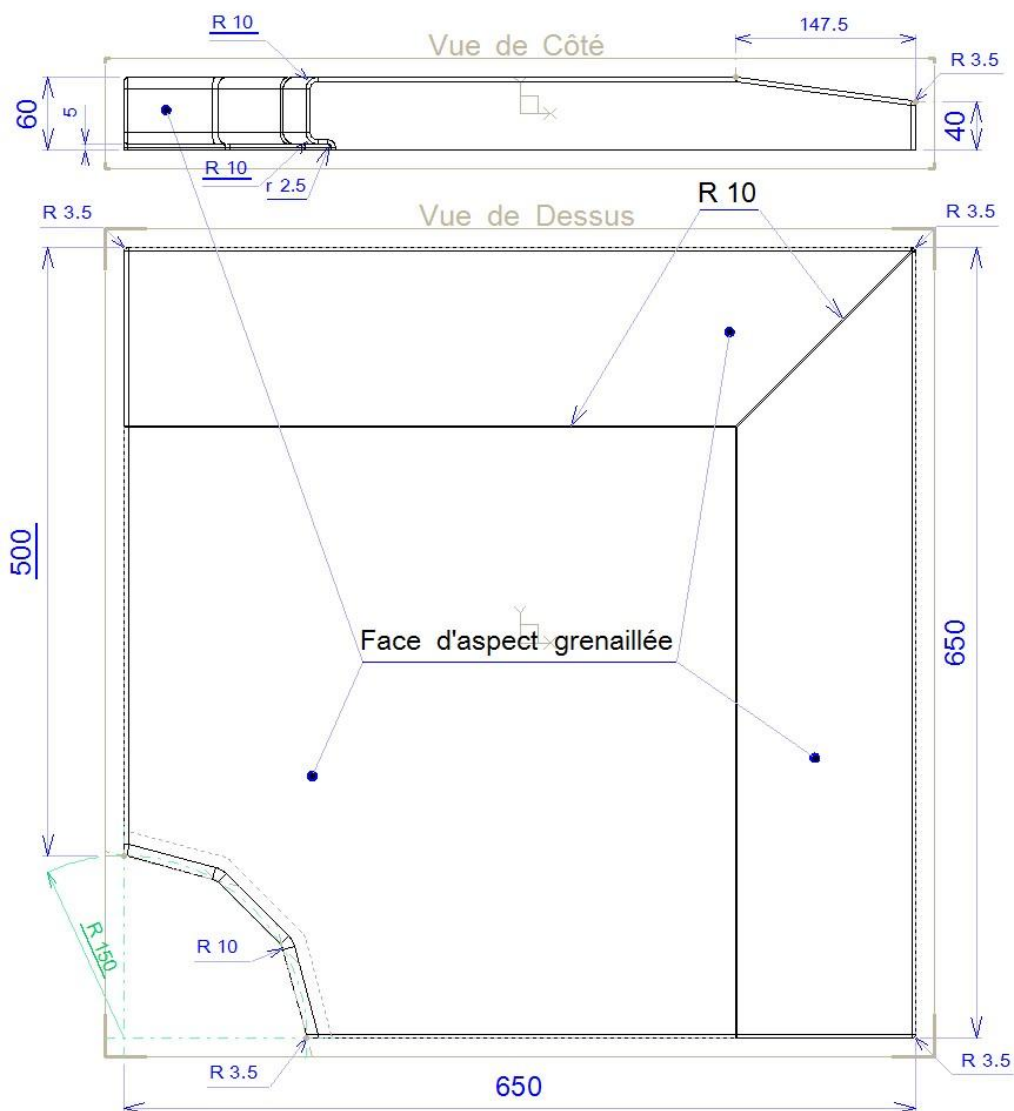 R 10
Vue de Côté
147.5
R 3.5
60
5
40
R 10
r 2.5
R 3.5
Vue de Dessus
R 10
R 3.5
Y
X
500
Y
X
Face d'aspect grenaillée
650
R 150
R 10
R 3.5
650
R 3.5